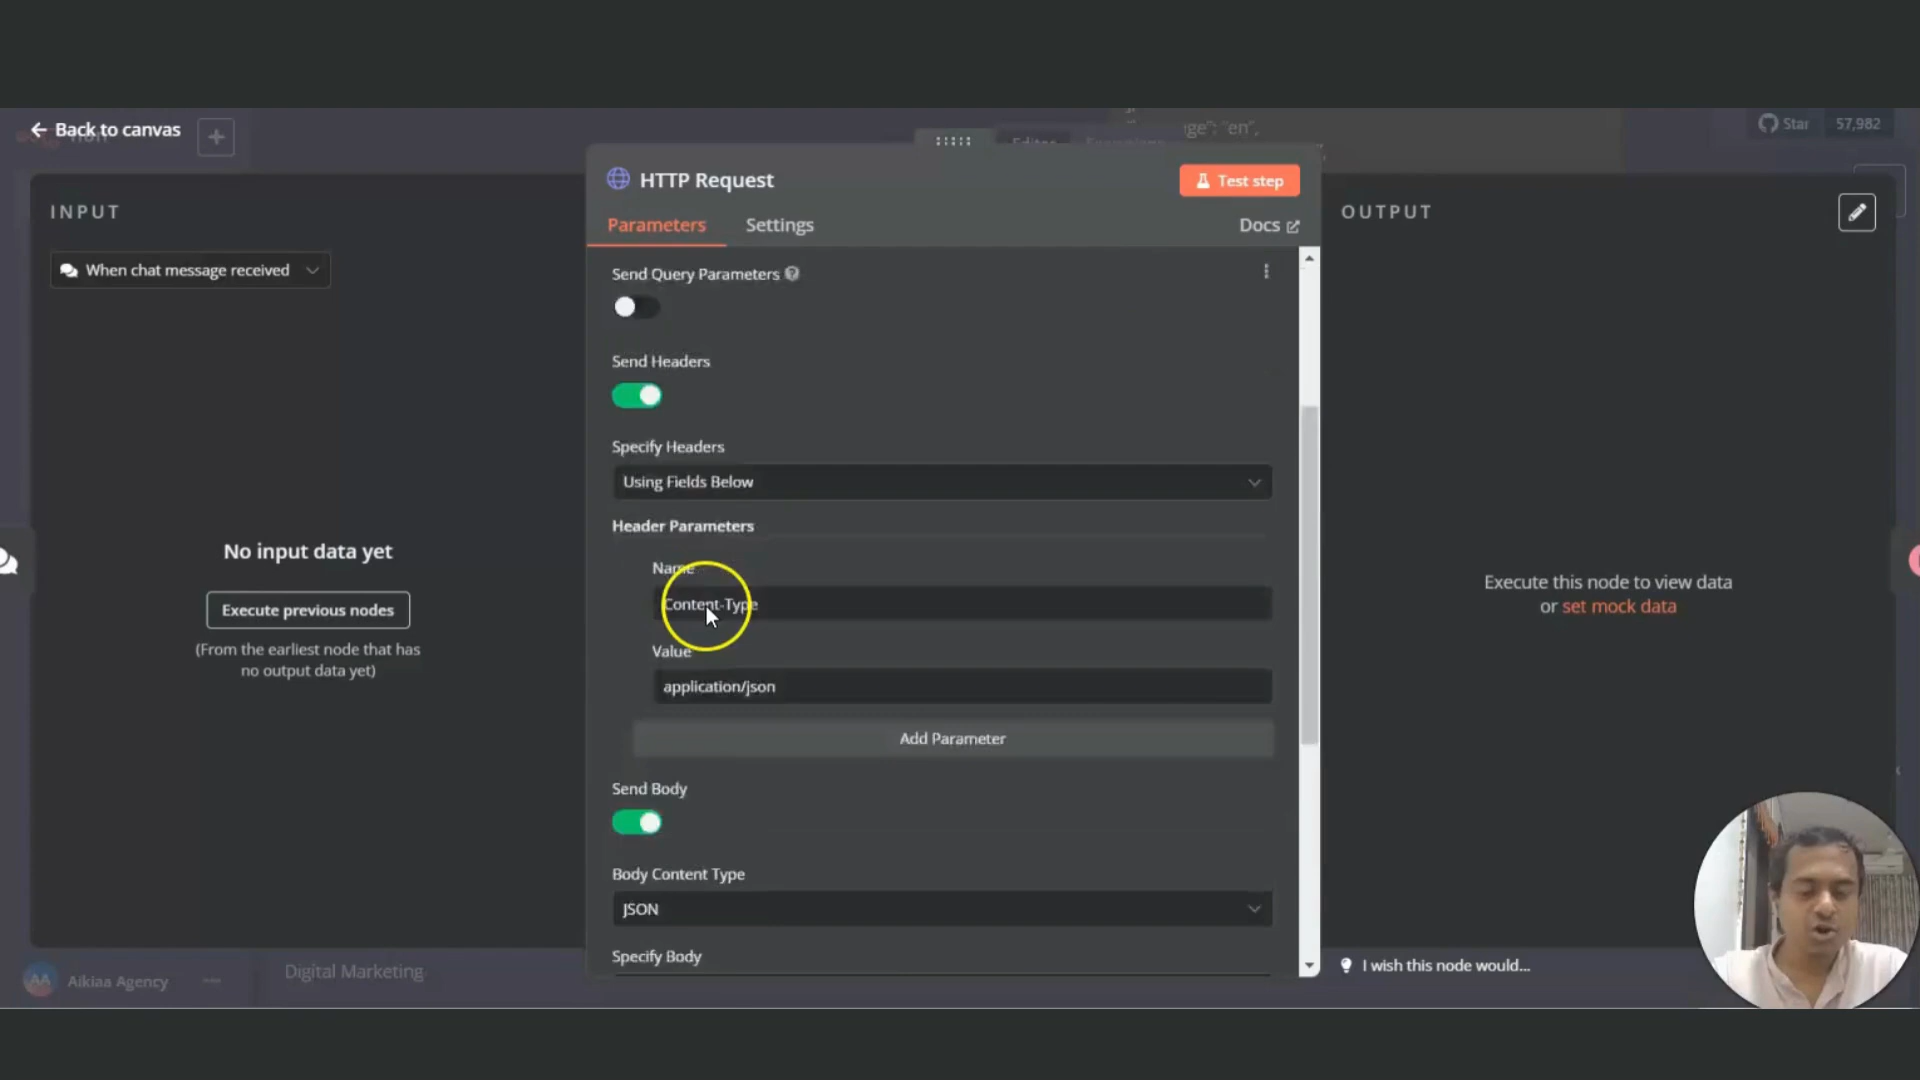 Back to canvas
Star 57,982
ge": "en",
HTTP Request
Test step
INPUT
Parameters
Settings
Docs
OUTPUT
When chat message received
Send Query Parameters
Send Headers
Specify Headers
Using Fields Below
Header Parameters
No input data yet
Name
Content-Type
Execute previous nodes
Execute this node to view data
or set mock data
(From the earliest node that has
no output data yet)
Value
application/json
Add Parameter
Send Body
Body Content Type
JSON
Specify Body
I wish this node would...
AA Aikiaa Agency
Digital Marketing